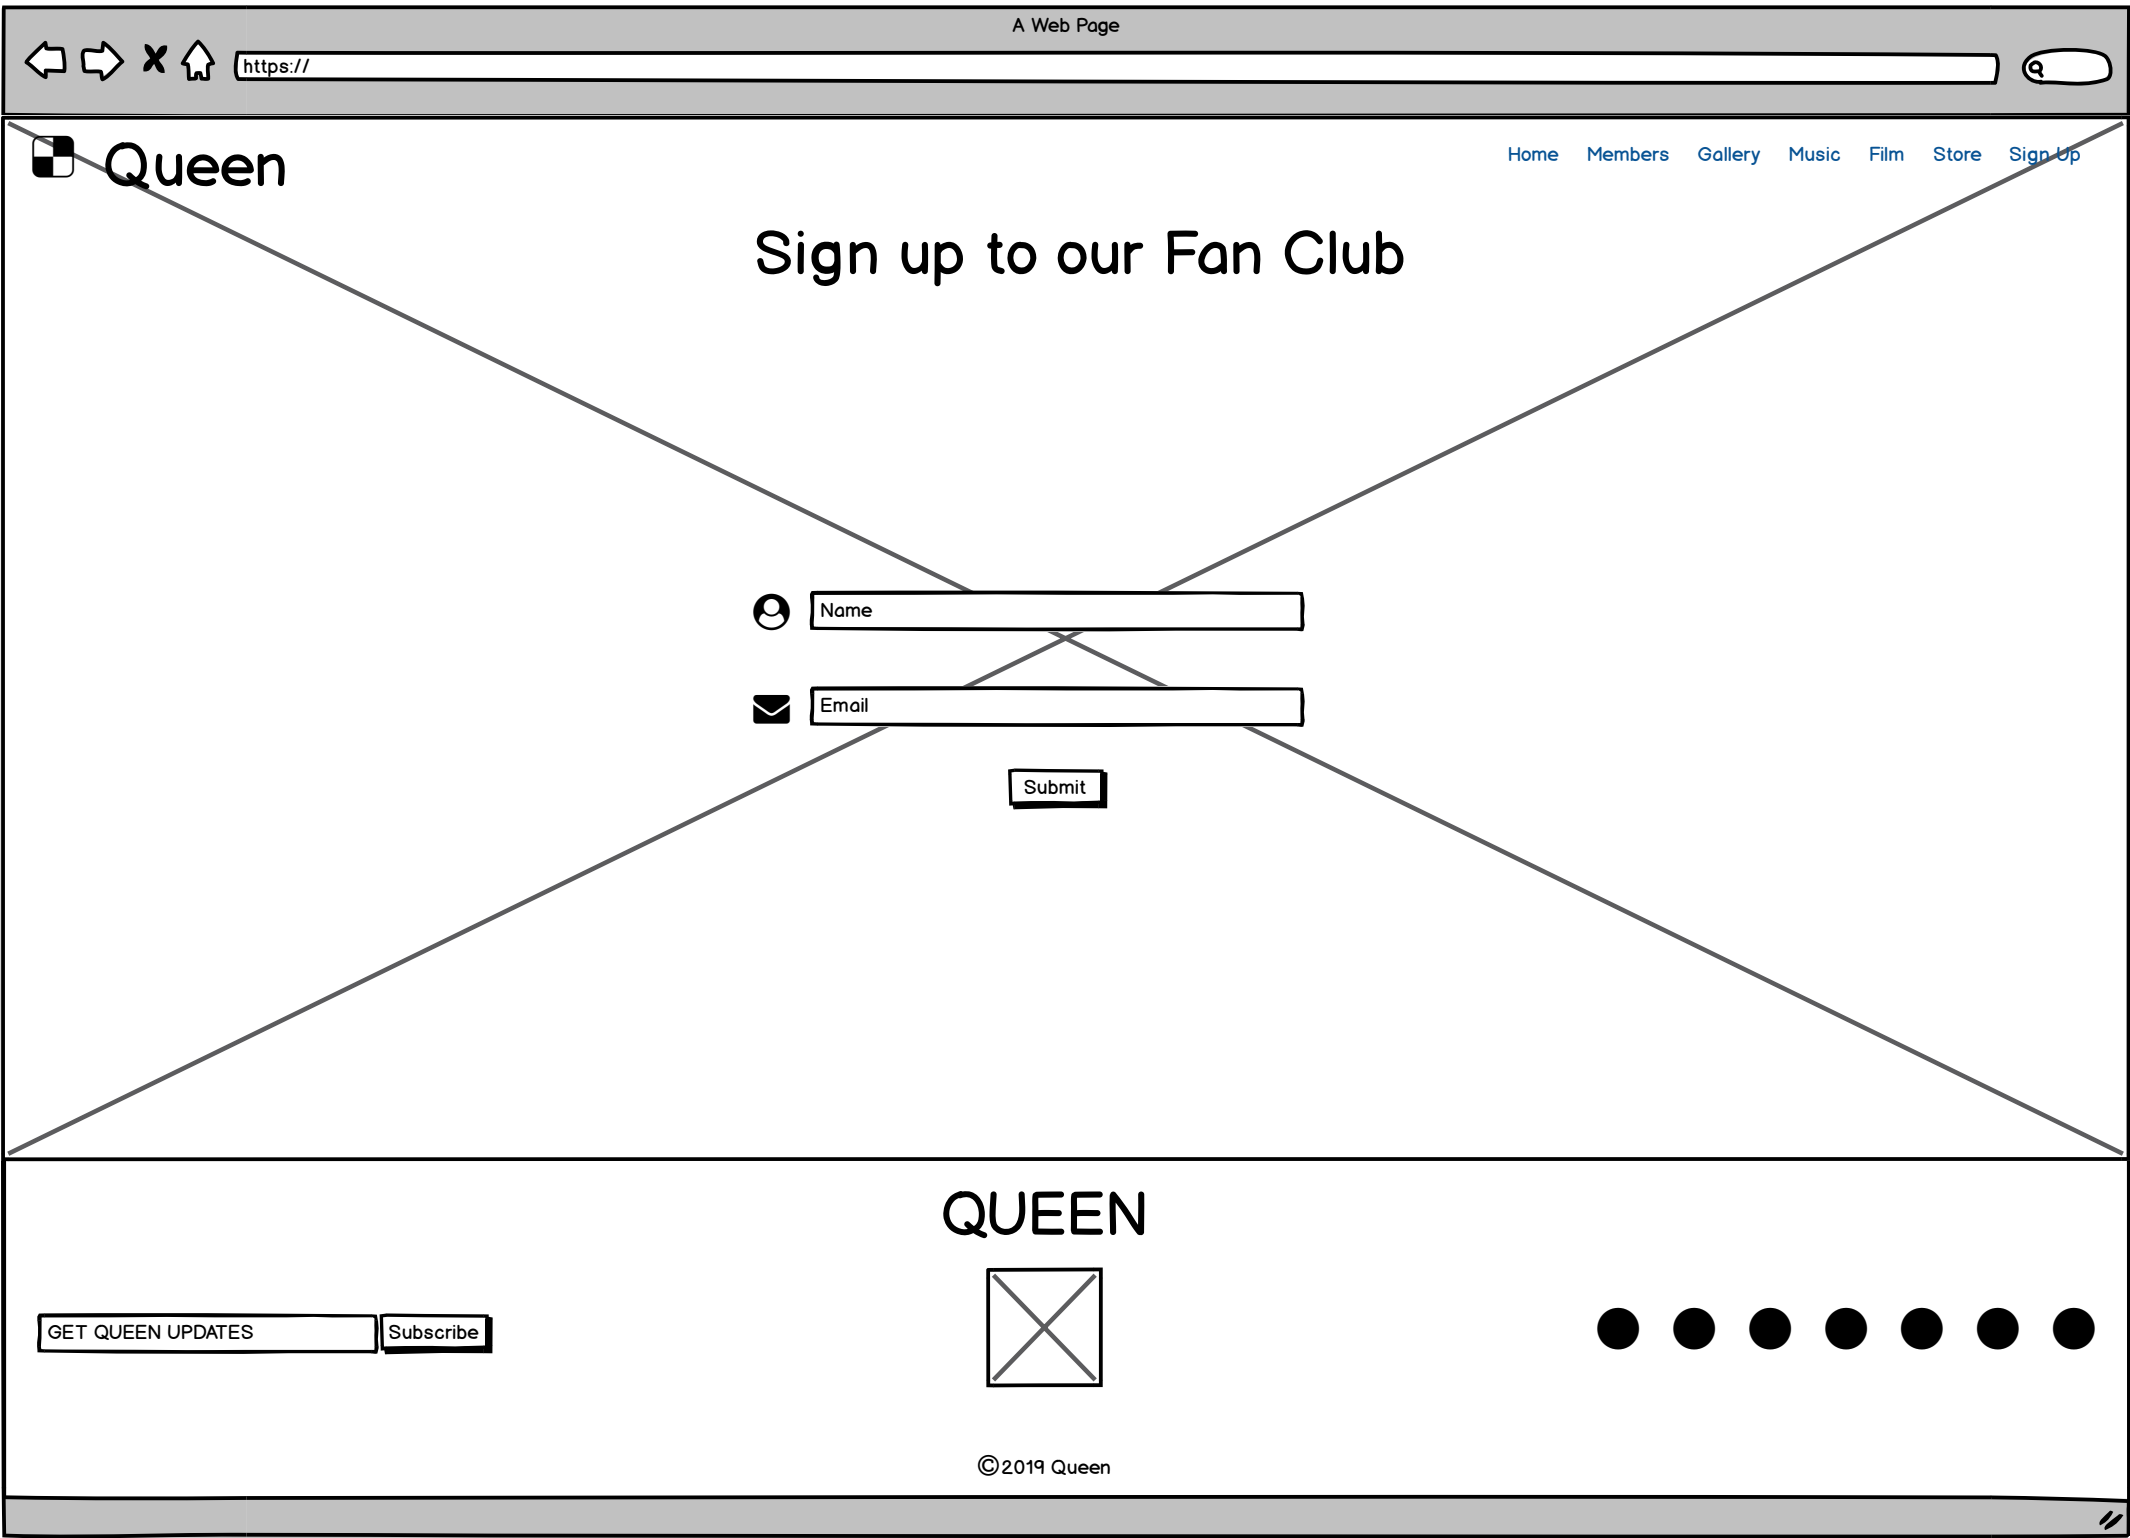 A Web Page
https://
Queen
Home Members Gallery Music Film Store Sign Up
Sign up to our Fan Club
Name
Email
Submit
QUEEN
GET QUEEN UPDATES
Subscribe
©2019 Queen